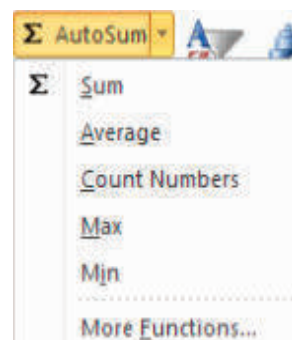 Σ AutoSum
Σ Sum
Average
Count Numbers
Max
Min
More Functions...